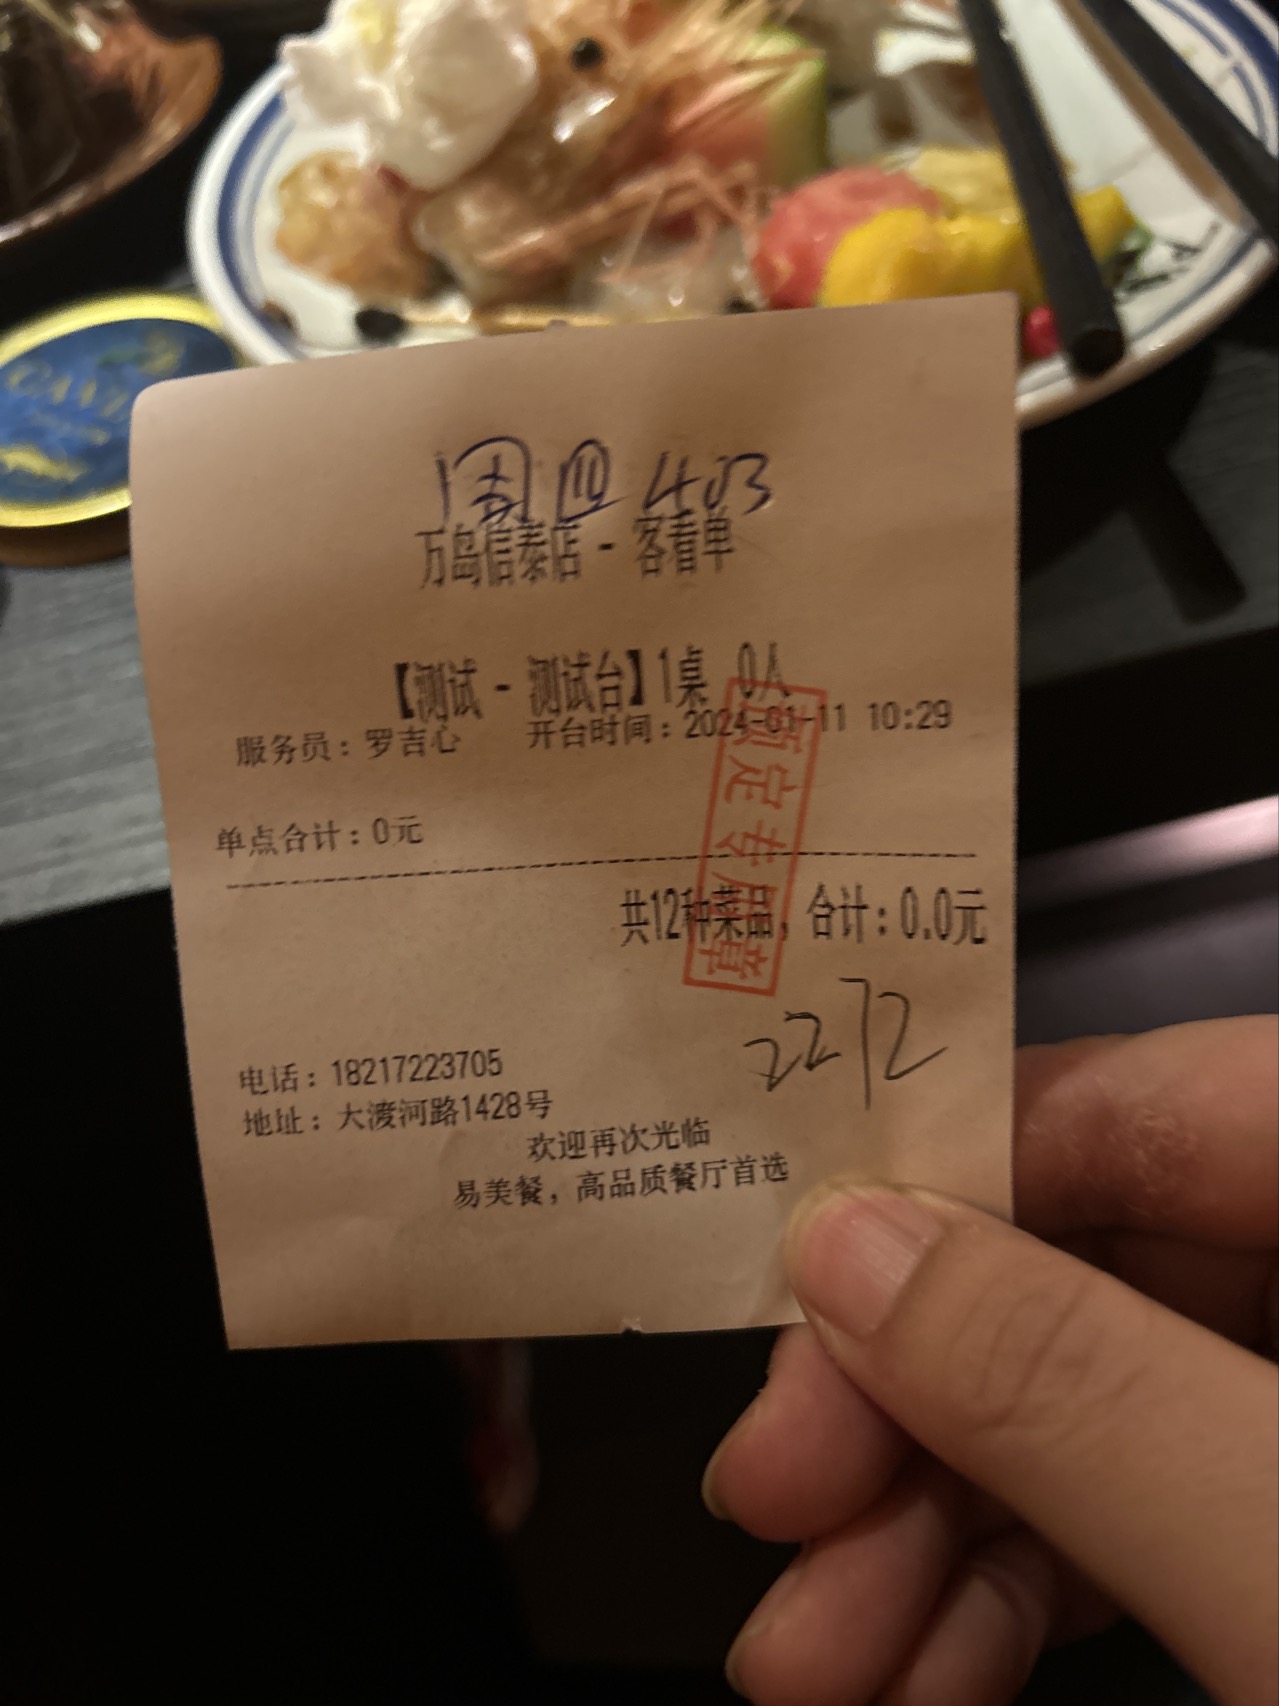 周四 403
万岛信泰店 - 客看单
【测试 - 测试台】1桌 0人
服务员：罗吉心 开台时间：2024-01-11 10:29
预定专用章
单点合计：0元
共12种菜品，合计：0.0元
2272
电话：18217223705
地址：大渡河路1428号
欢迎再次光临
易美餐，高品质餐厅首选